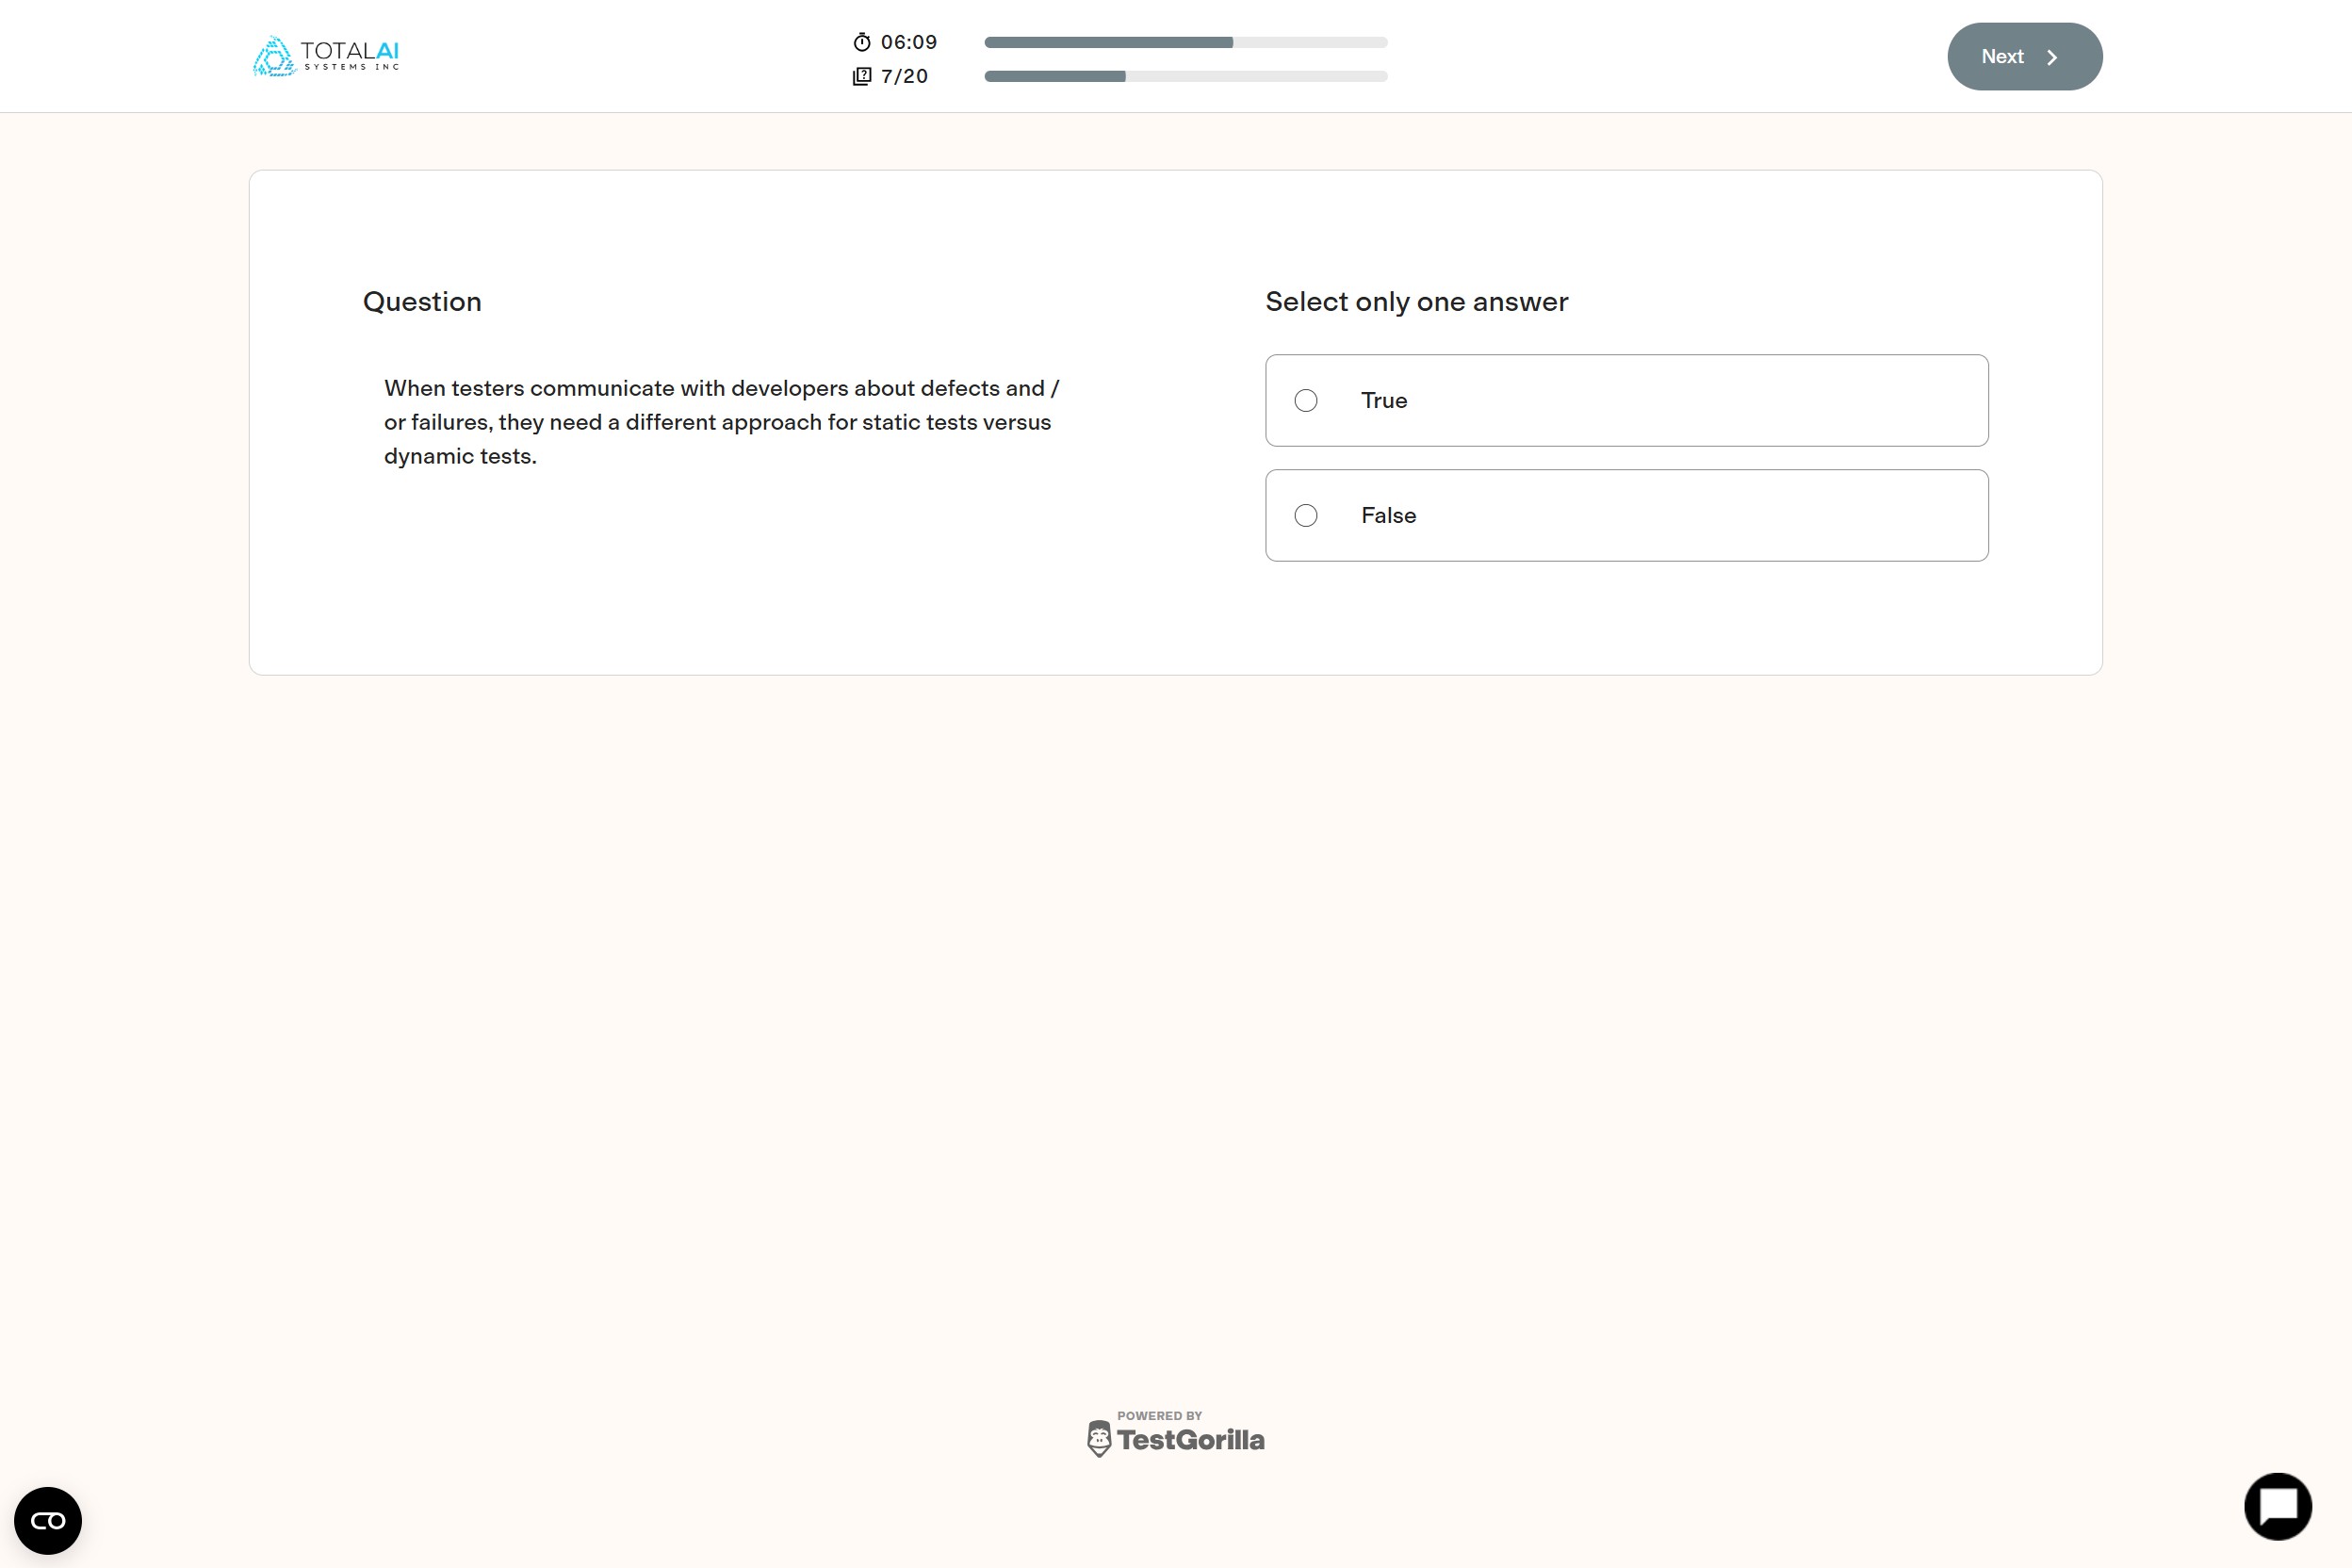 TOTALAI
SYSTEMS INC
06:09
7/20
Next
Question
When testers communicate with developers about defects and /
or failures, they need a different approach for static tests versus
dynamic tests.
Select only one answer
True
False
POWERED BY
TestGorilla